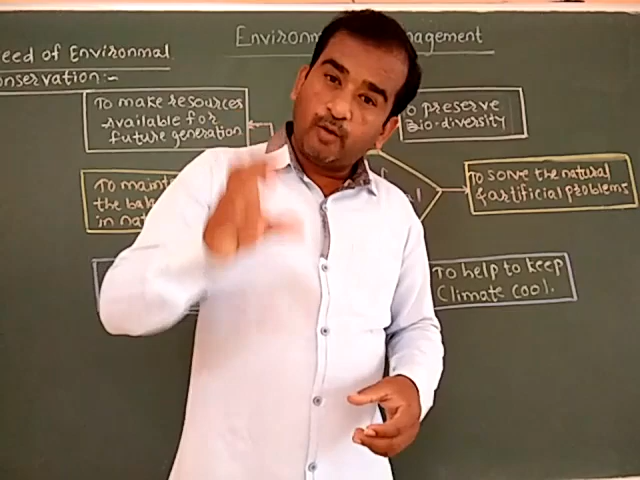 Environm agement
eed of Environmal
onservation:-
To make resources
available for
future generation
To preserve
Bio-diversity
To maint
the bala
in nat
To solve the natural
& artificial problems
To help to keep
Climate cool.